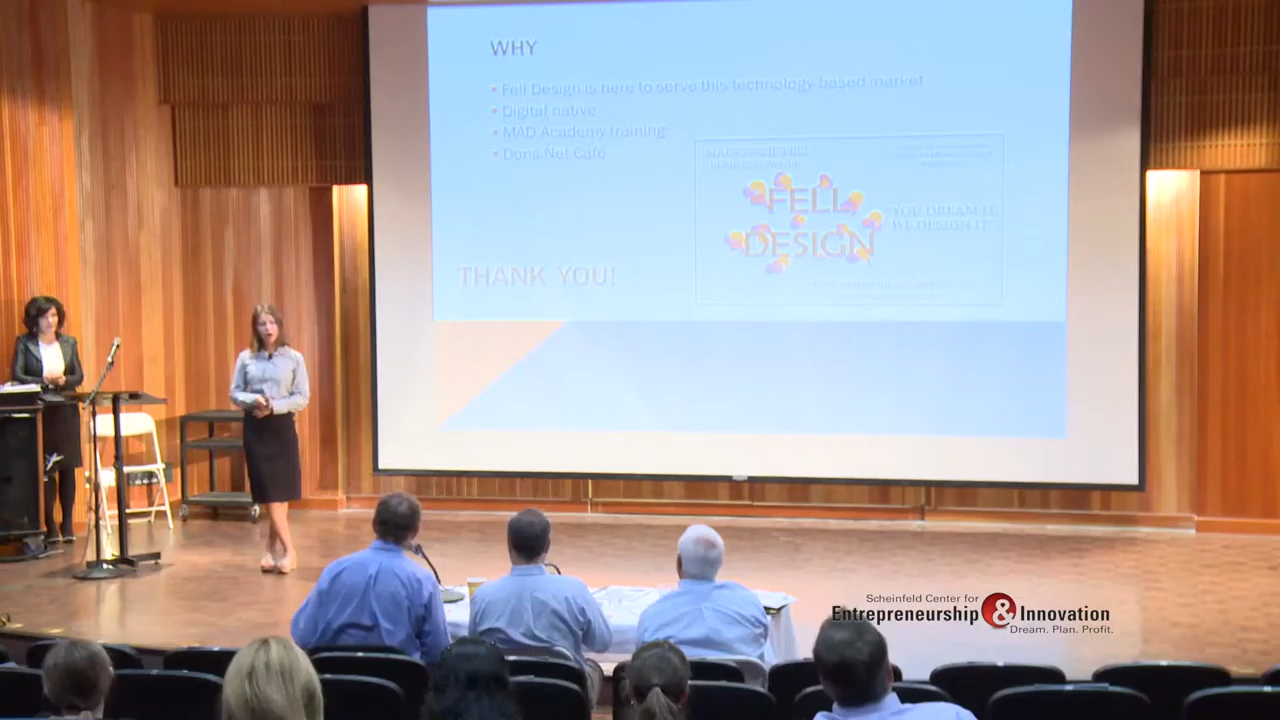 WHY
• Fell Design is here to serve this technology-based market
• Digital native
• MAD Academy training
• Dons Net Café
FELL
DESIGN
"YOU DREAM IT,
WE DESIGN IT"
THANK YOU!
Scheinfeld Center for
Entrepreneurship & Innovation
Dream. Plan. Profit.